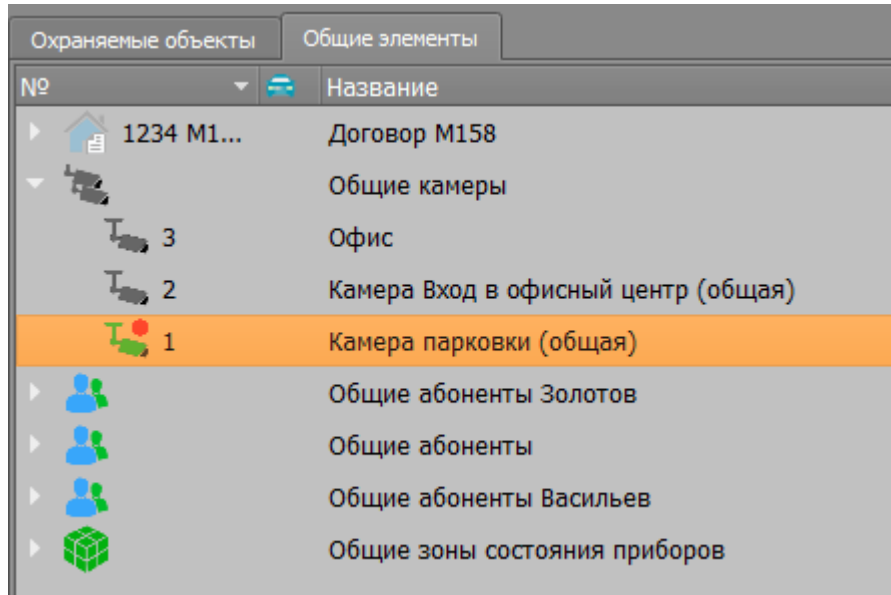 Охраняемые объекты Общие элементы
№ Название
1234 М1... Договор М158
Общие камеры
3 Офис
2 Камера Вход в офисный центр (общая)
1 Камера парковки (общая)
Общие абоненты Золотов
Общие абоненты
Общие абоненты Васильев
Общие зоны состояния приборов